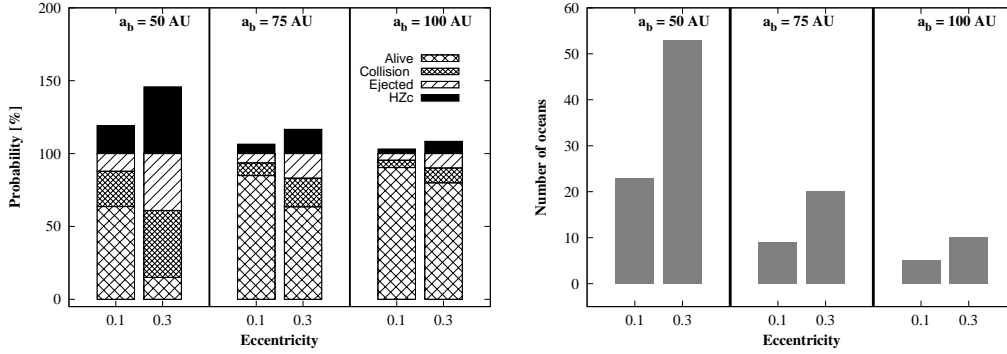 a_b = 50 AU a_b = 75 AU a_b = 100 AU
Alive
Collision
Ejected
HZc
Probability [%]
200
150
100
50
0
0.1 0.3 0.1 0.3 0.1 0.3
Eccentricity
a_b = 50 AU a_b = 75 AU a_b = 100 AU
Number of oceans
60
50
40
30
20
10
0
0.1 0.3 0.1 0.3 0.1 0.3
Eccentricity